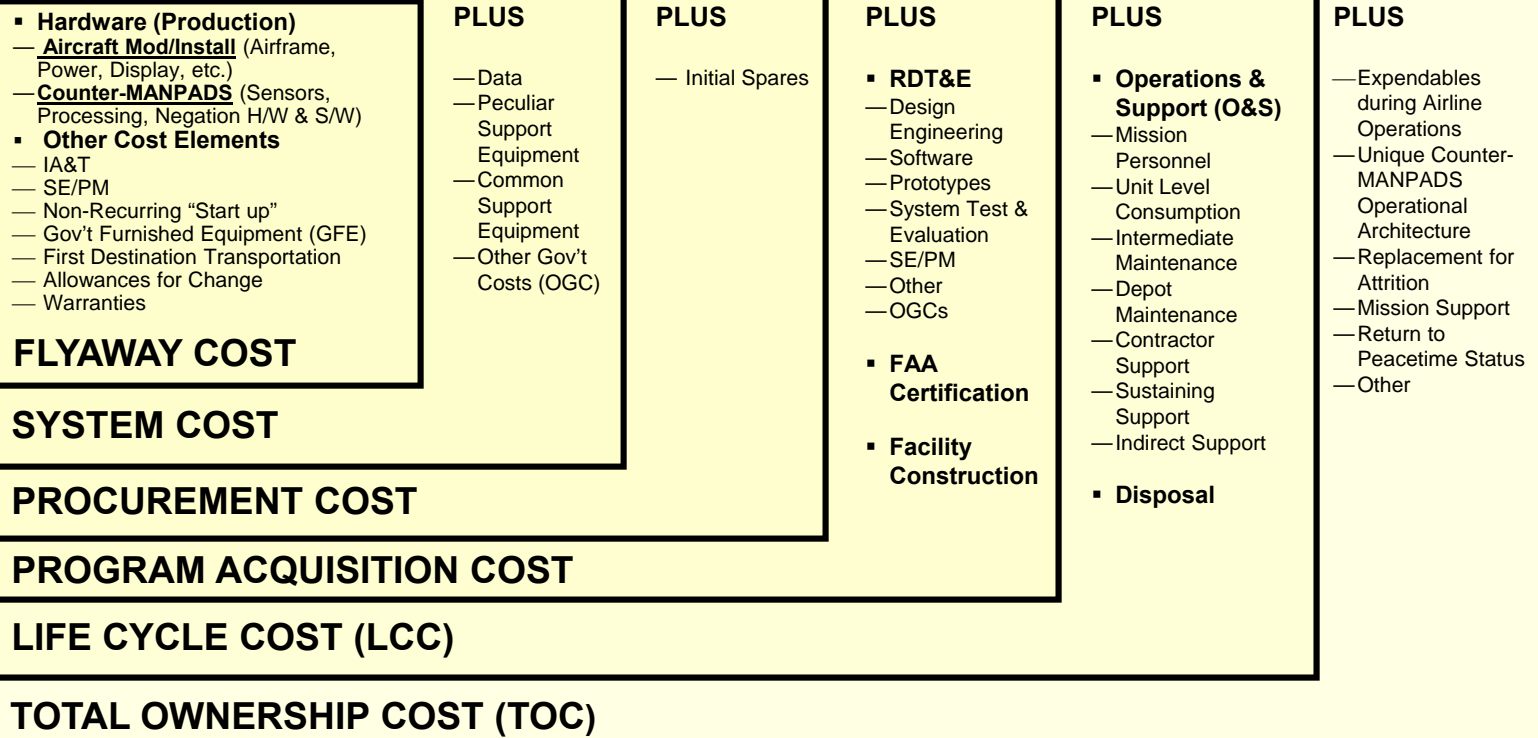 ▪ Hardware (Production)
— Aircraft Mod/Install (Airframe,
Power, Display, etc.)
—Counter-MANPADS (Sensors,
Processing, Negation H/W & S/W)
▪ Other Cost Elements
— IA&T
— SE/PM
— Non-Recurring “Start up”
— Gov’t Furnished Equipment (GFE)
— First Destination Transportation
— Allowances for Change
— Warranties
FLYAWAY COST
PLUS
—Data
—Peculiar
Support
Equipment
—Common
Support
Equipment
—Other Gov’t
Costs (OGC)
SYSTEM COST
PLUS
— Initial Spares
PROCUREMENT COST
PLUS
▪ RDT&E
—Design
Engineering
—Software
—Prototypes
—System Test &
Evaluation
—SE/PM
—Other
—OGCs
▪ FAA
Certification
▪ Facility
Construction
PROGRAM ACQUISITION COST
PLUS
▪ Operations &
Support (O&S)
—Mission
Personnel
—Unit Level
Consumption
—Intermediate
Maintenance
—Depot
Maintenance
—Contractor
Support
—Sustaining
Support
—Indirect Support
▪ Disposal
LIFE CYCLE COST (LCC)
PLUS
—Expendables
during Airline
Operations
—Unique Counter-
MANPADS
Operational
Architecture
—Replacement for
Attrition
—Mission Support
—Return to
Peacetime Status
—Other
TOTAL OWNERSHIP COST (TOC)